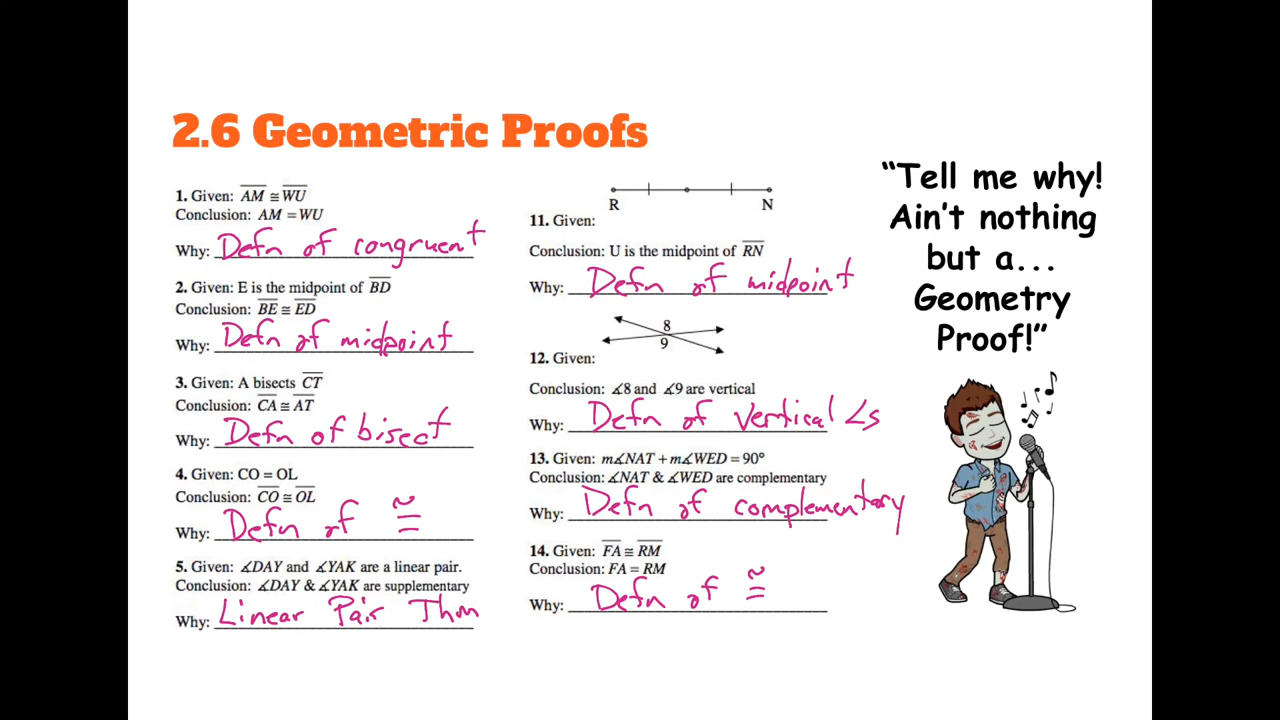 2.6 Geometric Proofs
1. Given: AM ≅ WU
Conclusion: AM = WU
Why: Defn of congruent
2. Given: E is the midpoint of BD
Conclusion: BE ≅ ED
Why: Defn of midpoint
3. Given: A bisects CT
Conclusion: CA ≅ AT
Why: Defn of bisect
4. Given: CO = OL
Conclusion: CO ≅ OL
Why: Defn of ≅
5. Given: ∡DAY and ∡YAK are a linear pair.
Conclusion: ∡DAY & ∡YAK are supplementary
Why: Linear Pair Thm
R N
11. Given:
Conclusion: U is the midpoint of RN
Why: Defn of midpoint
8
9
12. Given:
Conclusion: ∡8 and ∡9 are vertical
Why: Defn of vertical ∠s
13. Given: m∡NAT + m∡WED = 90°
Conclusion: ∡NAT & ∡WED are complementary
Why: Defn of complementary
14. Given: FA ≅ RM
Conclusion: FA = RM
Why: Defn of ≅
“Tell me why!
Ain’t nothing
but a...
Geometry
Proof!”